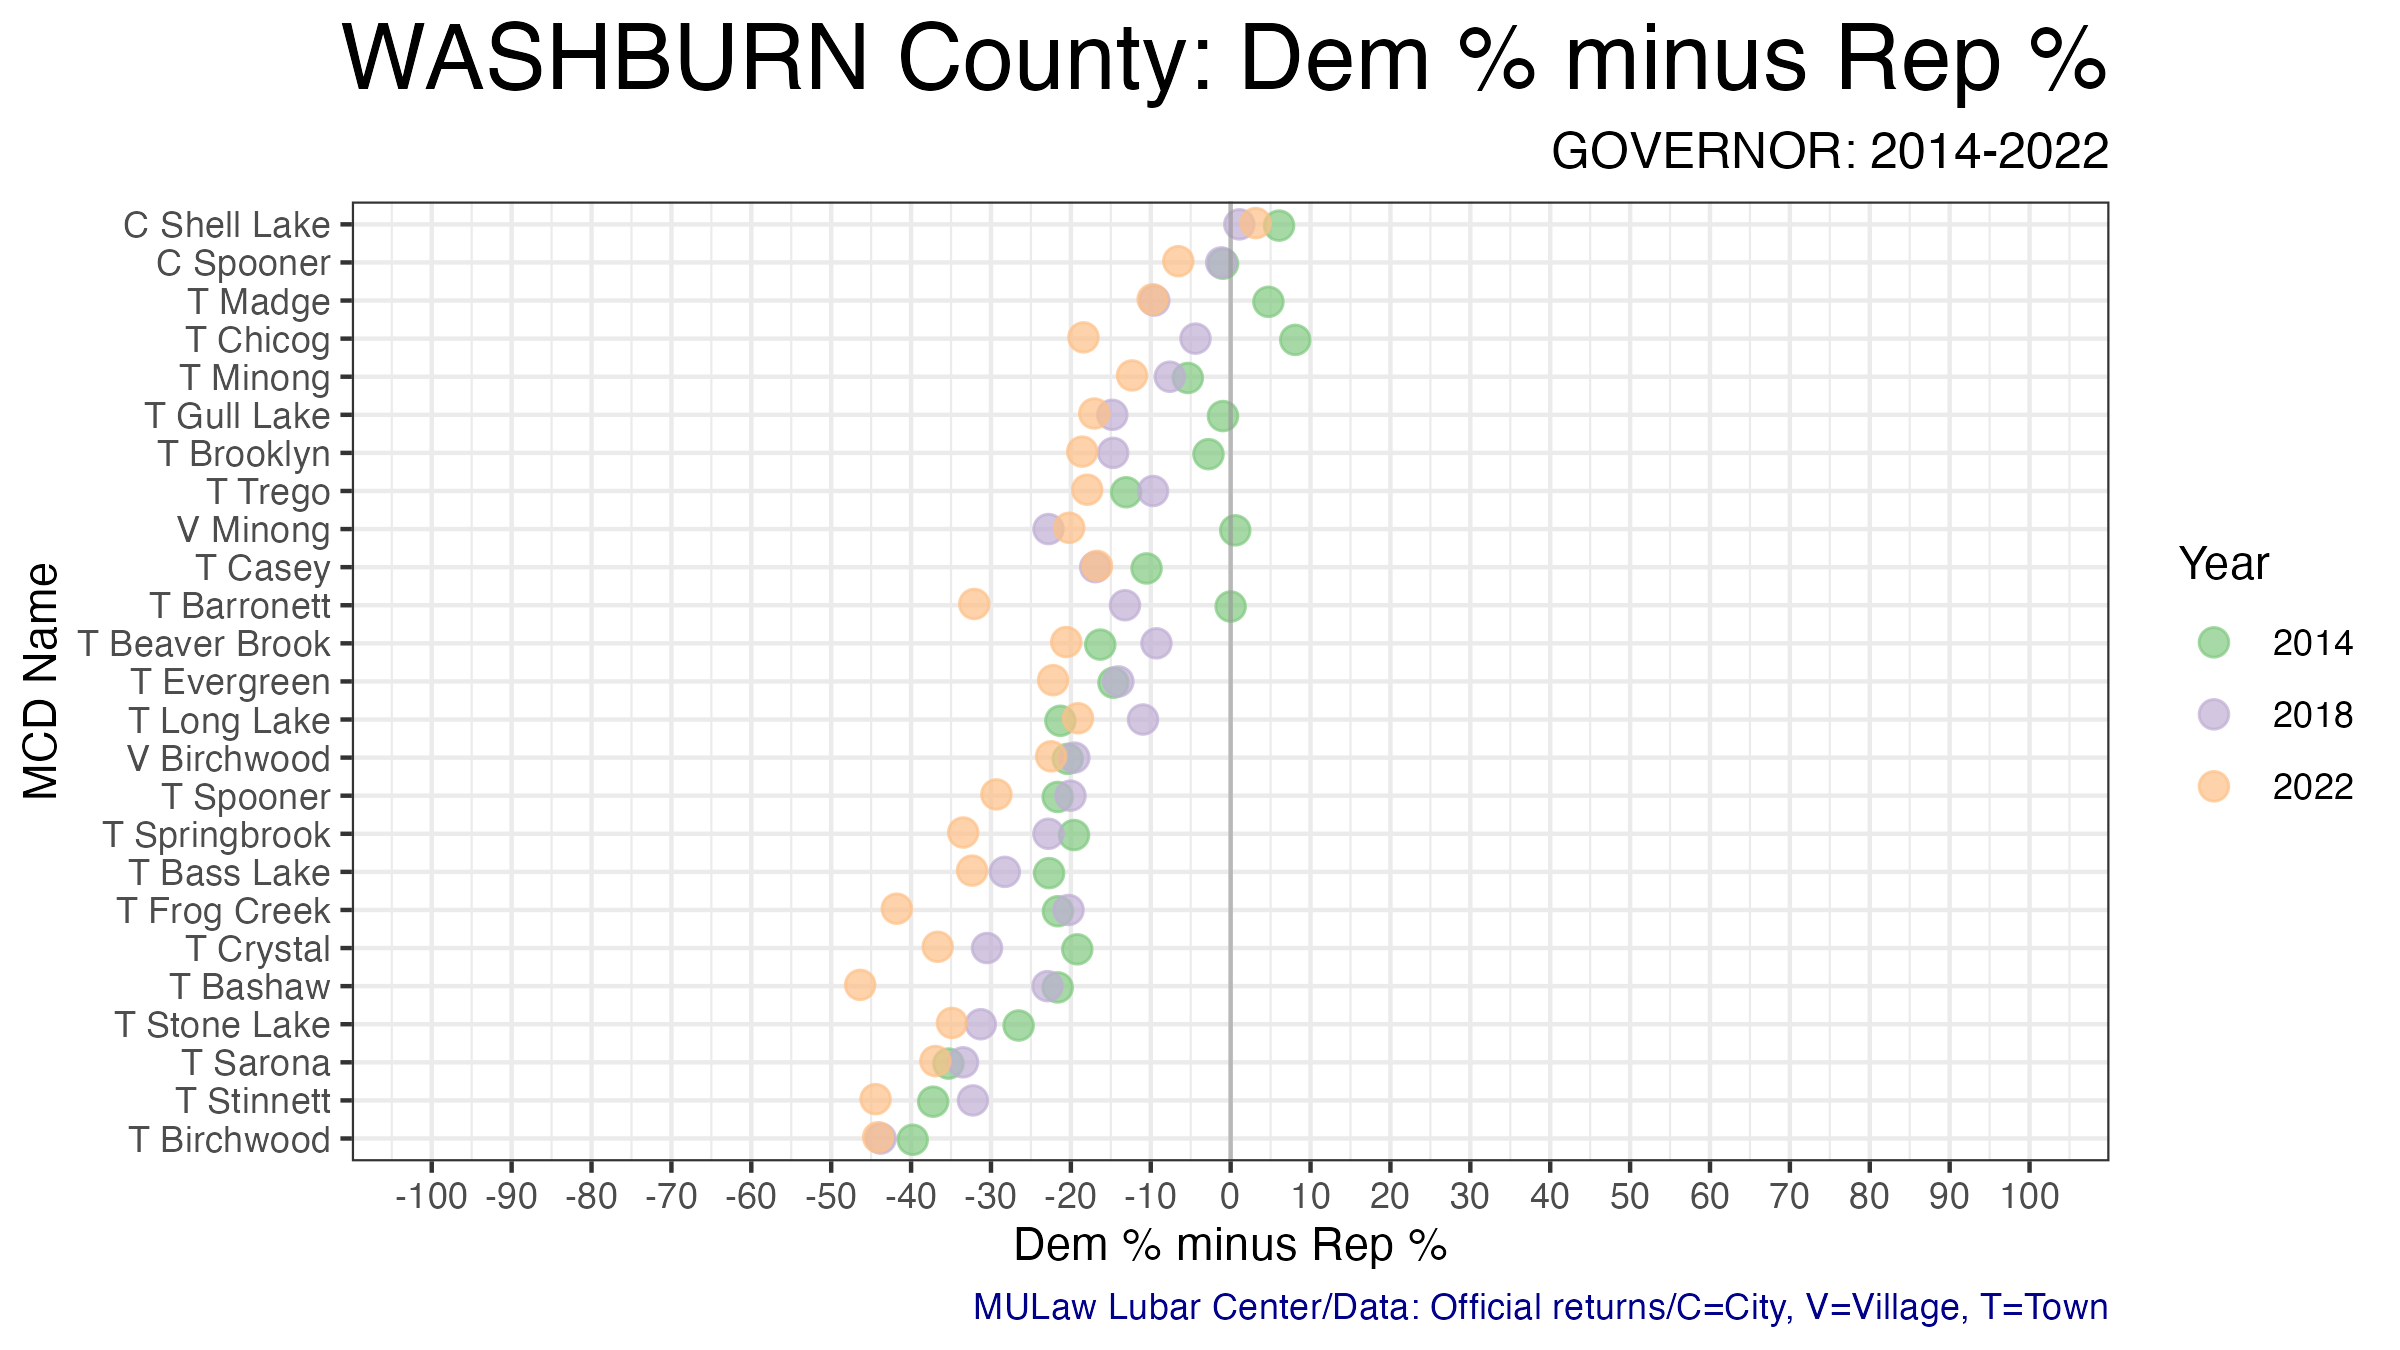 WASHBURN County: Dem % minus Rep %
GOVERNOR: 2014-2022
C Shell Lake
C Spooner
T Madge
T Chicog
T Minong
T Gull Lake
T Brooklyn
T Trego
V Minong
T Casey
T Barronett
T Beaver Brook
T Evergreen
T Long Lake
V Birchwood
T Spooner
T Springbrook
T Bass Lake
T Frog Creek
T Crystal
T Bashaw
T Stone Lake
T Sarona
T Stinnett
T Birchwood
MCD Name
-100 -90 -80 -70 -60 -50 -40 -30 -20 -10 0 10 20 30 40 50 60 70 80 90 100
Dem % minus Rep %
Year
2014
2018
2022
MULaw Lubar Center/Data: Official returns/C=City, V=Village, T=Town